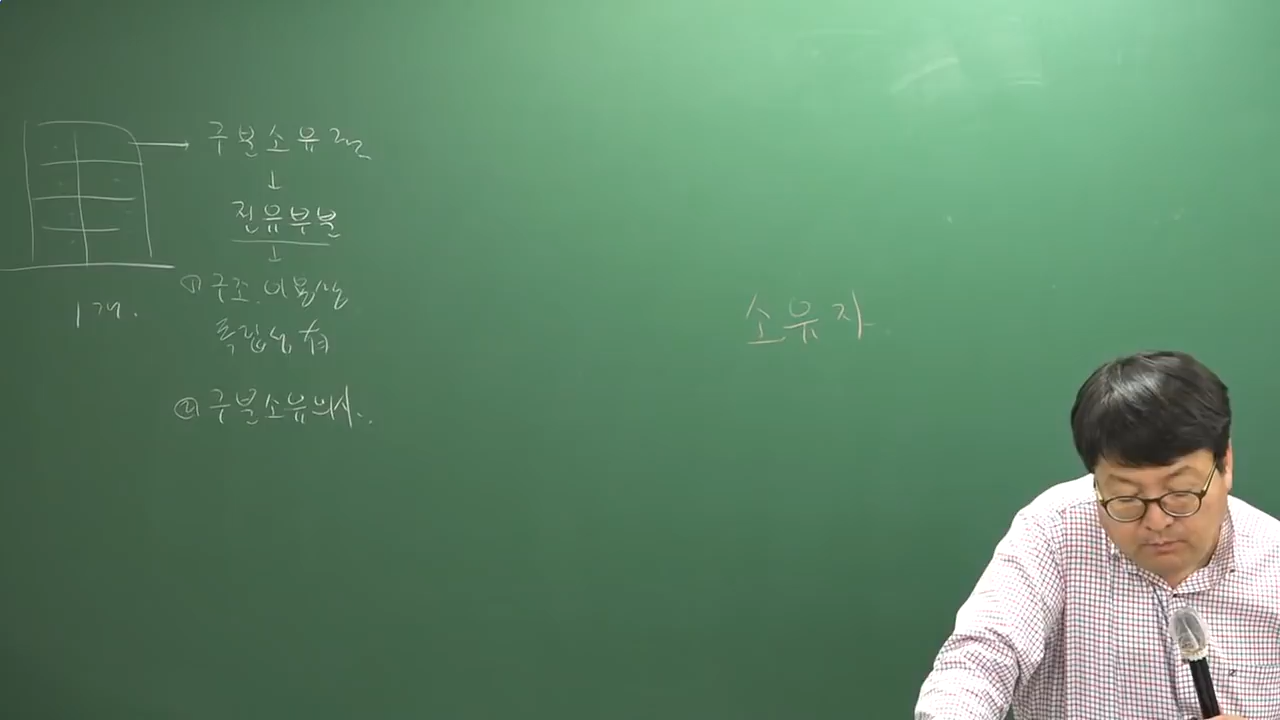 구분소유권
↓
전유부분
↓
① 구조.이용상
독립성 有
② 구분소유의사.
1개.
소유자